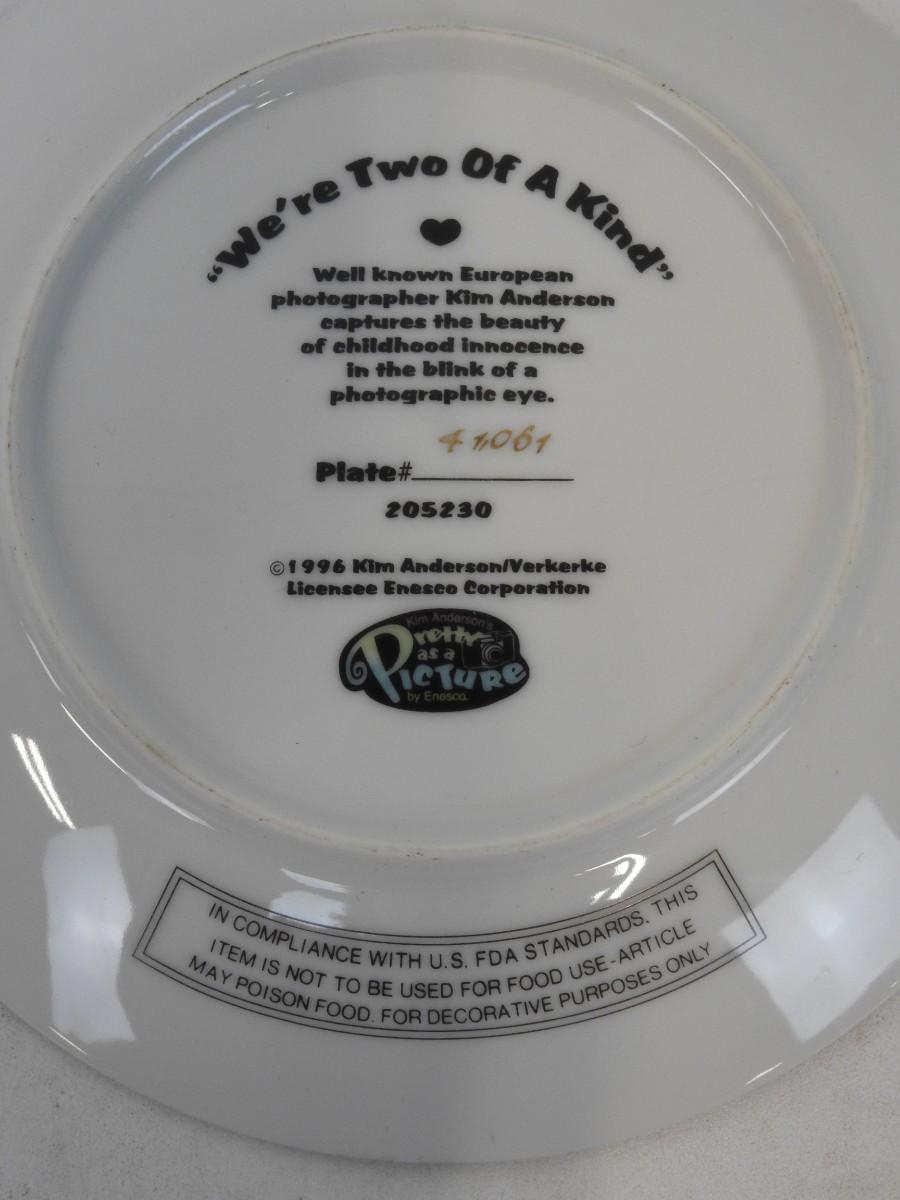 "We're Two Of A Kind"
Well known European
photographer Kim Anderson
captures the beauty
of childhood innocence
in the blink of a
photographic eye.
41,061
Plate#____________
205230
©1996 Kim Anderson/Verkerke
Licensee Enesco Corporation
Kim Anderson's
Pretty
as a
PICTURE
by Enesco.
IN COMPLIANCE WITH U.S. FDA STANDARDS. THIS
ITEM IS NOT TO BE USED FOR FOOD USE-ARTICLE
MAY POISON FOOD. FOR DECORATIVE PURPOSES ONLY